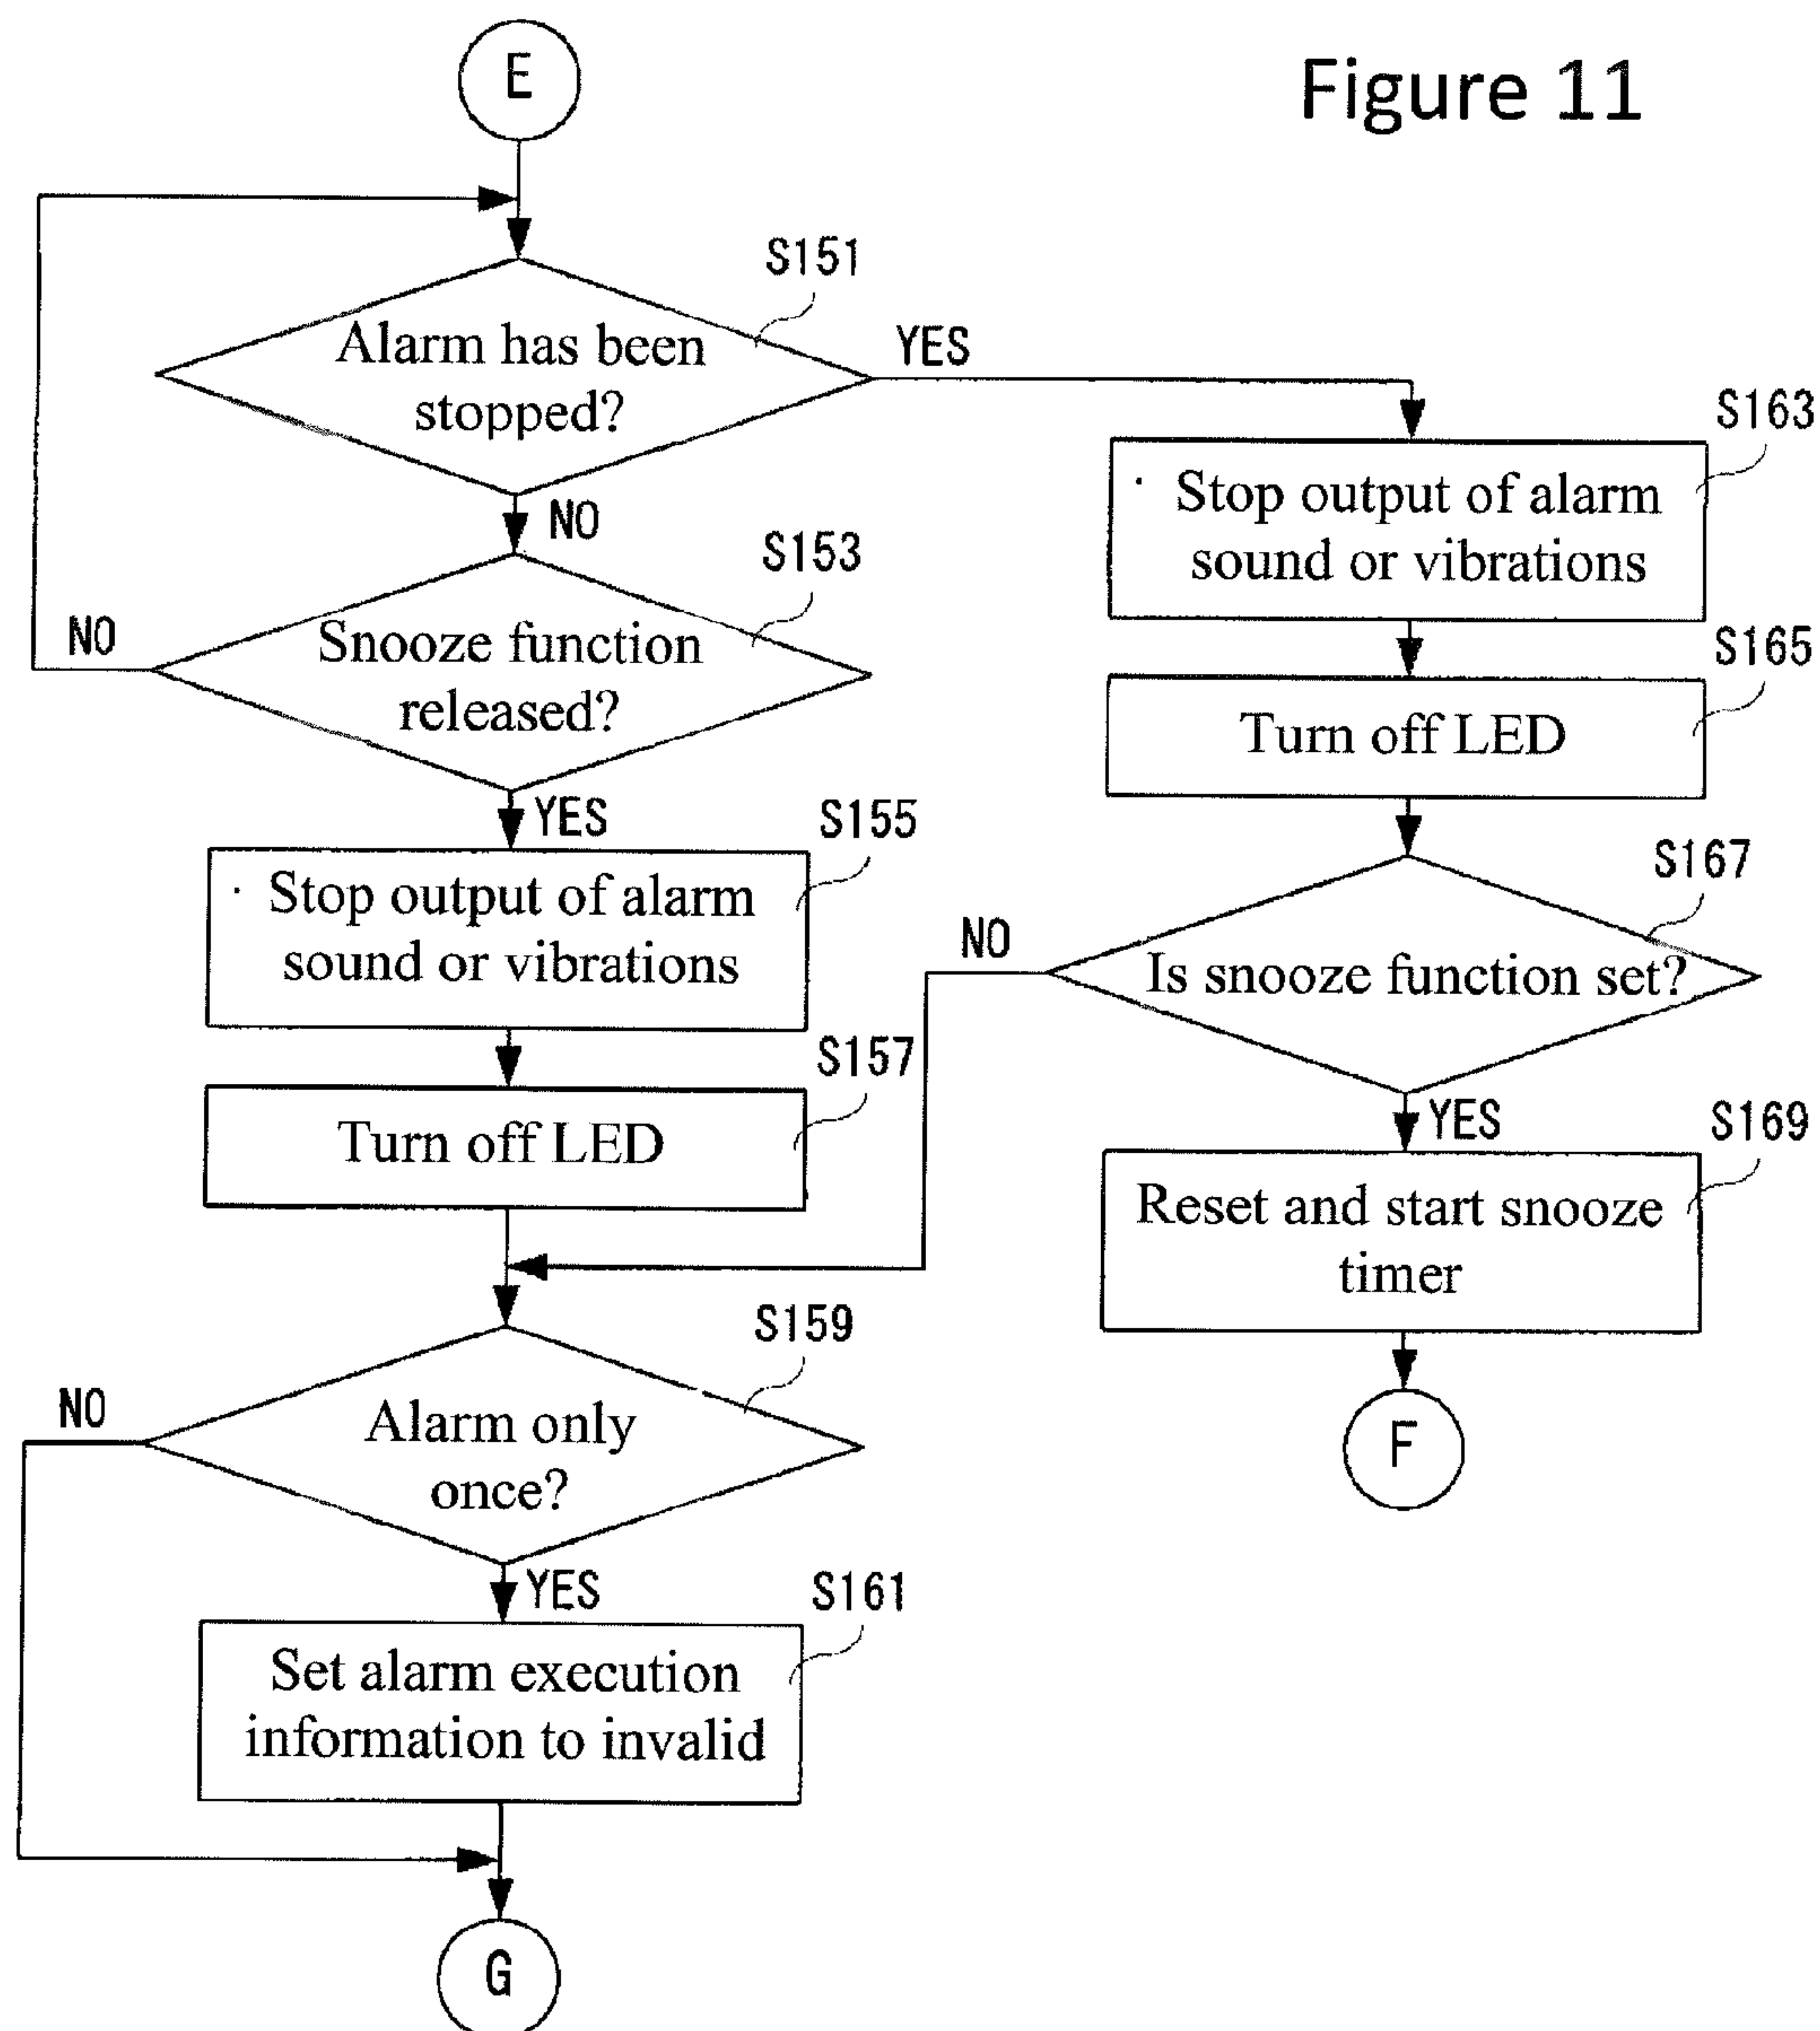 E
Figure 11
S151
Alarm has been
stopped?
YES
NO
S153
Snooze function
released?
NO
YES
S155
Stop output of alarm
sound or vibrations
S157
Turn off LED
S159
Alarm only
once?
NO
YES
S161
Set alarm execution
information to invalid
G
S163
Stop output of alarm
sound or vibrations
S165
Turn off LED
S167
Is snooze function set?
NO
YES
S169
Reset and start snooze
timer
F